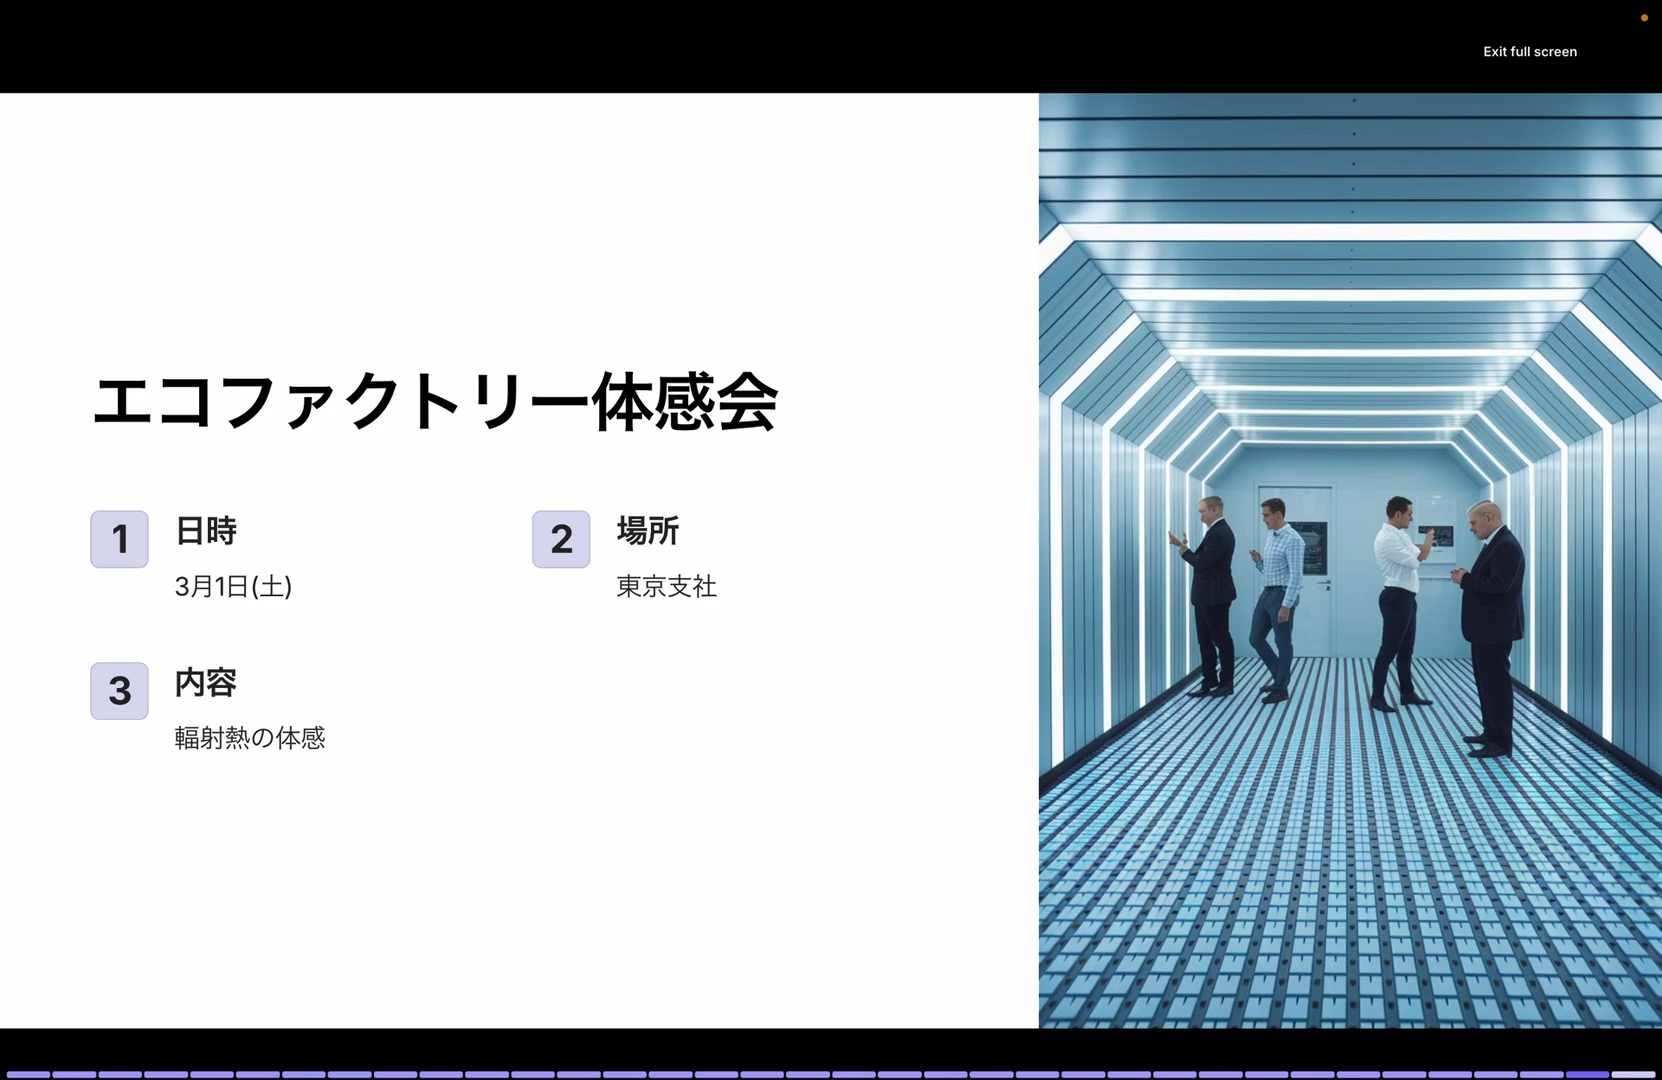 Exit full screen
エコファクトリー体感会
1
日時
3月1日(土)
2
場所
東京支社
3
内容
輻射熱の体感